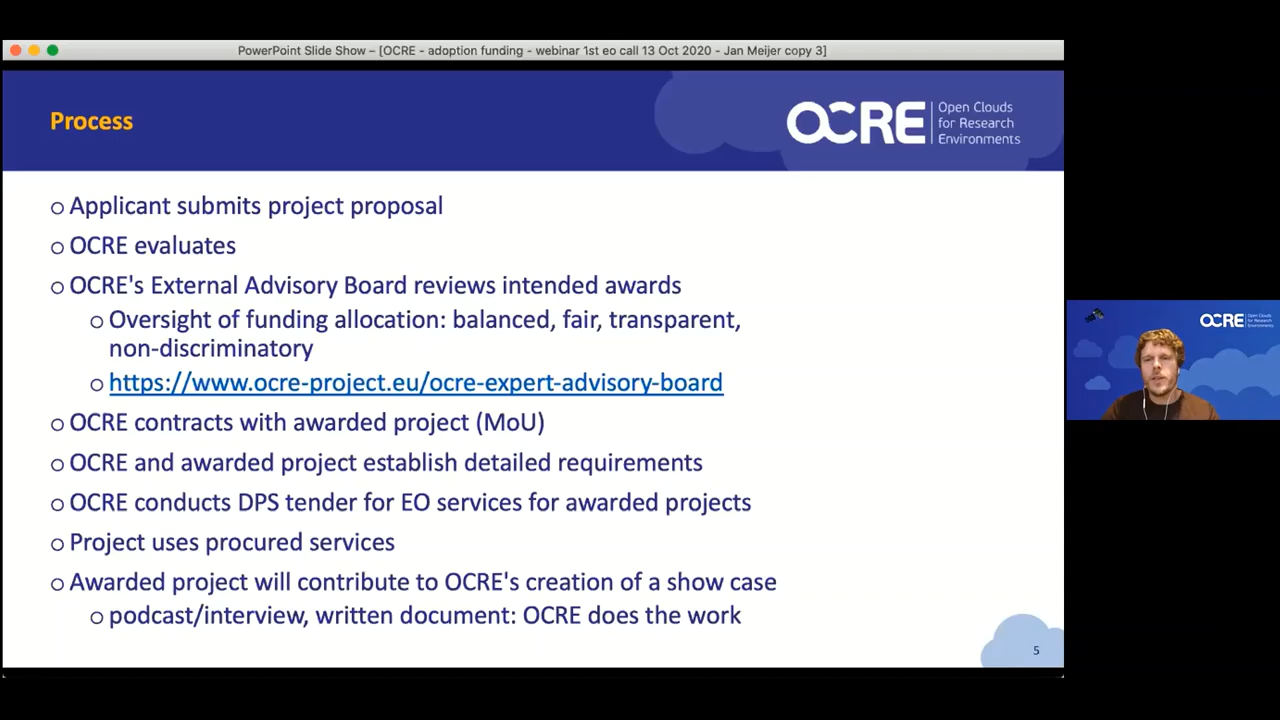 PowerPoint Slide Show – [OCRE - adoption funding - webinar 1st eo call 13 Oct 2020 - Jan Meijer copy 3]
Process
OCRE
Open Clouds
for Research
Environments
o Applicant submits project proposal
o OCRE evaluates
o OCRE's External Advisory Board reviews intended awards
o Oversight of funding allocation: balanced, fair, transparent,
non-discriminatory
o https://www.ocre-project.eu/ocre-expert-advisory-board
o OCRE contracts with awarded project (MoU)
o OCRE and awarded project establish detailed requirements
o OCRE conducts DPS tender for EO services for awarded projects
o Project uses procured services
o Awarded project will contribute to OCRE's creation of a show case
o podcast/interview, written document: OCRE does the work
5
OCRE
Open Clouds
for Research
Environments